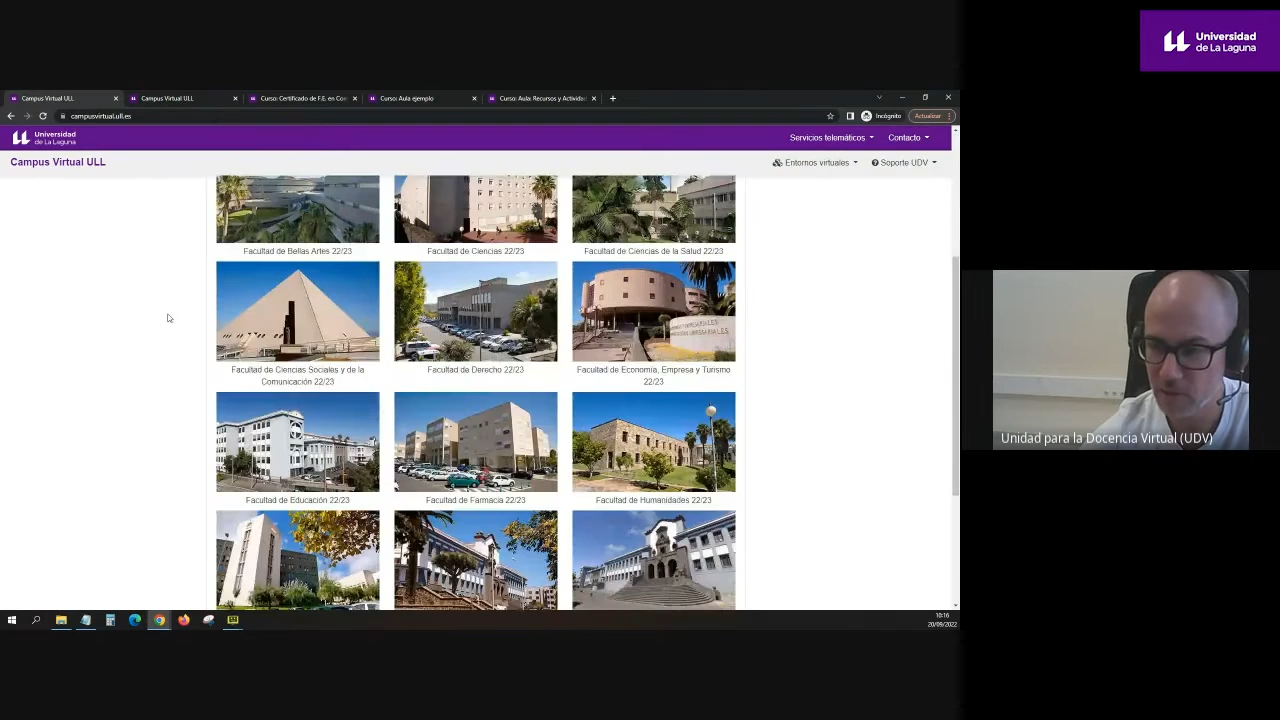 Universidad
de La Laguna
Campus Virtual ULL
Campus Virtual ULL
Curso: Certificado de F.E. en Con
Curso: Aula ejemplo
Curso: Aula: Recursos y Actividad
campusvirtual.ull.es
Incógnito
Actualizar
Universidad
de La Laguna
Servicios telemáticos
Contacto
Campus Virtual ULL
Entornos virtuales
Soporte UDV
Facultad de Bellas Artes 22/23
Facultad de Ciencias 22/23
Facultad de Ciencias de la Salud 22/23
Facultad de Ciencias Sociales y de la
Comunicación 22/23
Facultad de Derecho 22/23
Facultad de Economía, Empresa y Turismo
22/23
Facultad de Educación 22/23
Facultad de Farmacia 22/23
Facultad de Humanidades 22/23
Unidad para la Docencia Virtual (UDV)
10:16
20/09/2022